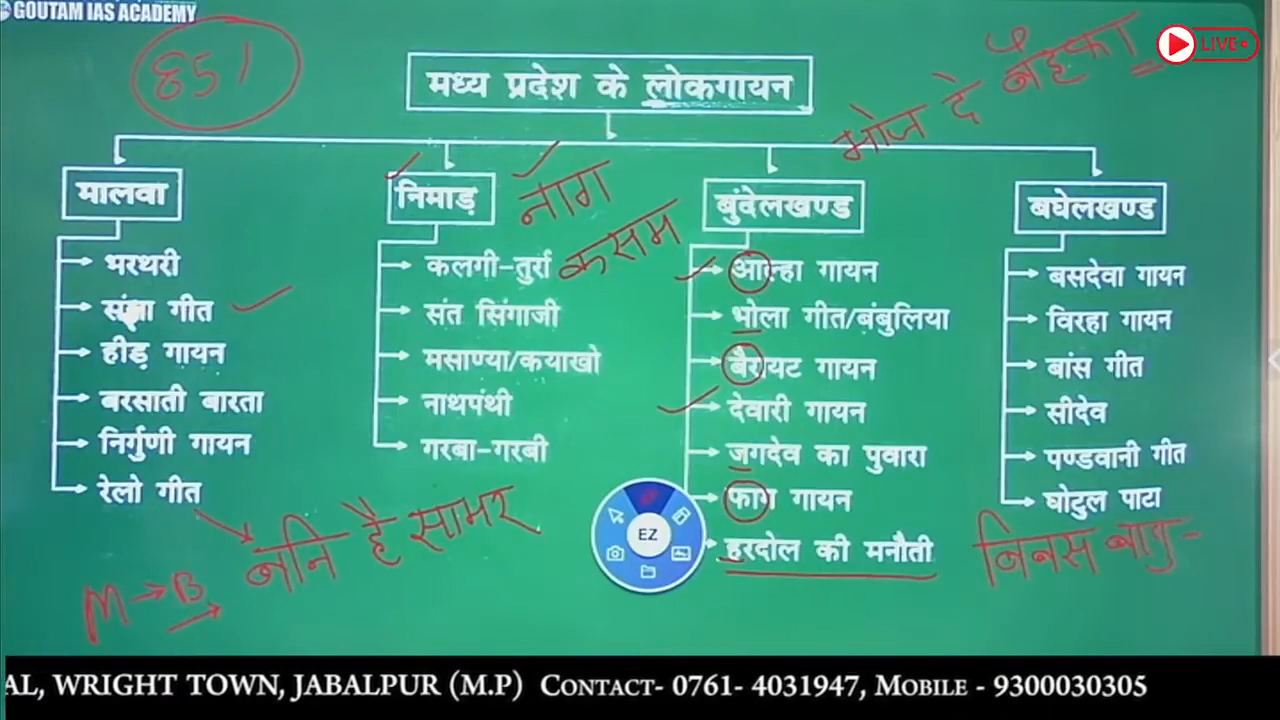 GOUTAM IAS ACADEMY
851
मध्य प्रदेश के लोकगायन
भोज दे बैहका
LIVE
मालवा
भरथरी
संझा गीत
हीड़ गायन
बरसाती बारता
निर्गुणी गायन
रेलो गीत
M → B → बनि है सामर
निमाड़
नाग
कसम
कलगी-तुर्रा
संत सिंगाजी
मसाण्या/कयाखो
नाथपंथी
गरबा-गरबी
बुंदेलखण्ड
आल्हा गायन
भोला गीत/बंबुलिया
बैरायट गायन
देवारी गायन
जगदेव का पुवारा
फाग गायन
हरदोल की मनौती
EZ
बघेलखण्ड
बसदेवा गायन
विरहा गायन
बांस गीत
सीदेव
पण्डवानी गीत
घोटुल पाटा
बिबस
AL, WRIGHT TOWN, JABALPUR (M.P) CONTACT- 0761- 4031947, MOBILE - 9300030305